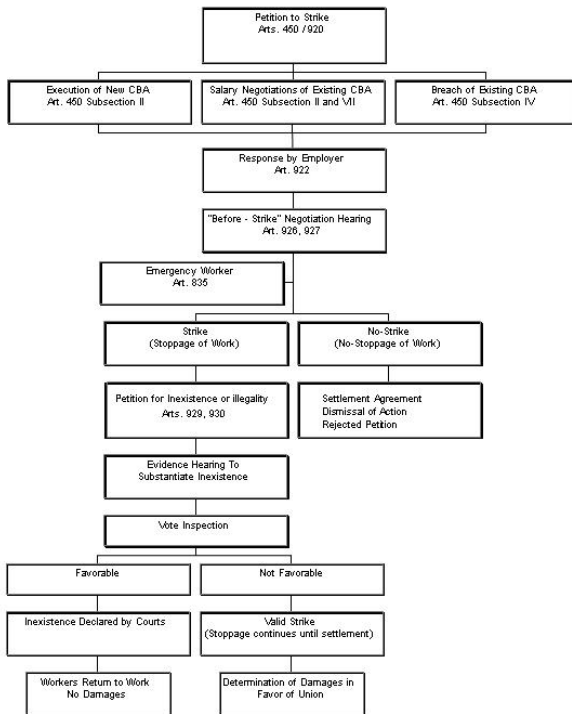 Petition to Strike
Arts. 450 / 920
Execution of New CBA
Art. 450 Subsection II
Salary Negotiations of Existing CBA
Art. 450 Subsection II and VII
Breach of Existing CBA
Art. 450 Subsection IV
Response by Employer
Art. 922
"Before - Strike" Negotiation Hearing
Art. 926, 927
Emergency Worker
Art. 835
Strike
(Stoppage of Work)
No-Strike
(No-Stoppage of Work)
Petition for Inexistence or illegality
Arts. 929, 930
Settlement Agreement
Dismissal of Action
Rejected Petition
Evidence Hearing To
Substantiate Inexistence
Vote Inspection
Favorable
Not Favorable
Inexistence Declared by Courts
Valid Strike
(Stoppage continues until settlement)
Workers Return to Work
No Damages
Determination of Damages in
Favor of Union